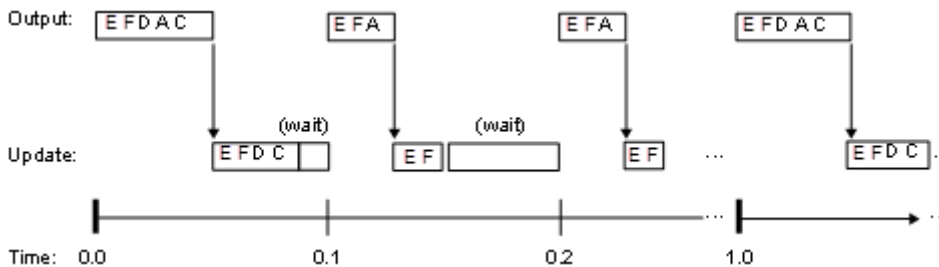 Output: E F D A C E F A E F A E F D A C
(wait) (wait)
Update: E F D C E F E F ... E F D C ...
... ...
Time: 0.0 0.1 0.2 1.0